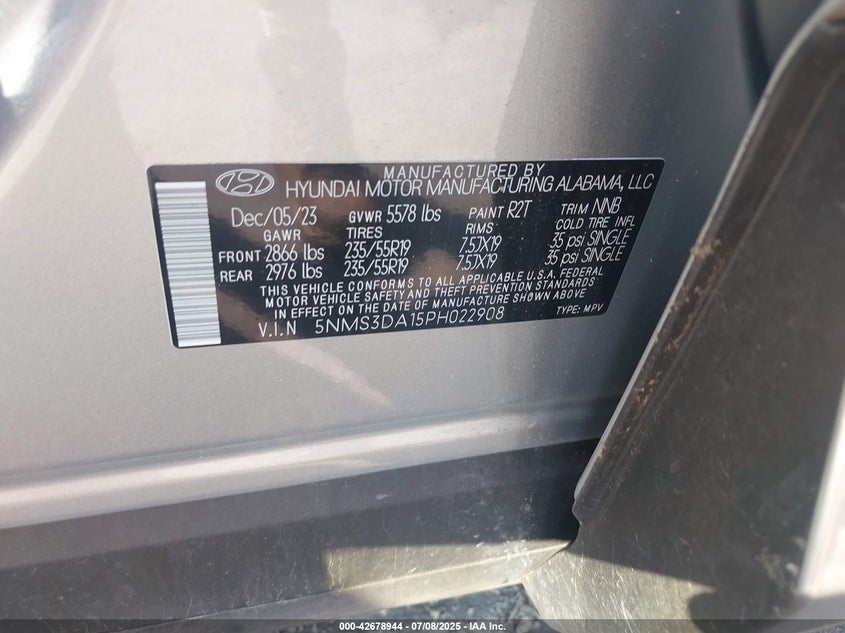 MANUFACTURED BY
HYUNDAI MOTOR MANUFACTURING ALABAMA, LLC
Dec/05/23 GVWR 5578 lbs PAINT R2T TRIM NNB
GAWR TIRES RIMS COLD TIRE INFL
FRONT 2866 lbs 235/55R19 7.5JX19 35 psi SINGLE
REAR 2976 lbs 235/55R19 7.5JX19 35 psi SINGLE
THIS VEHICLE CONFORMS TO ALL APPLICABLE U.S.A. FEDERAL
MOTOR VEHICLE SAFETY AND THEFT PREVENTION STANDARDS
IN EFFECT ON THE DATE OF MANUFACTURE SHOWN ABOVE
V.I.N 5NMS3DA15PH022908 TYPE: MPV
000-42678944 - 07/08/2025 - IAA Inc.